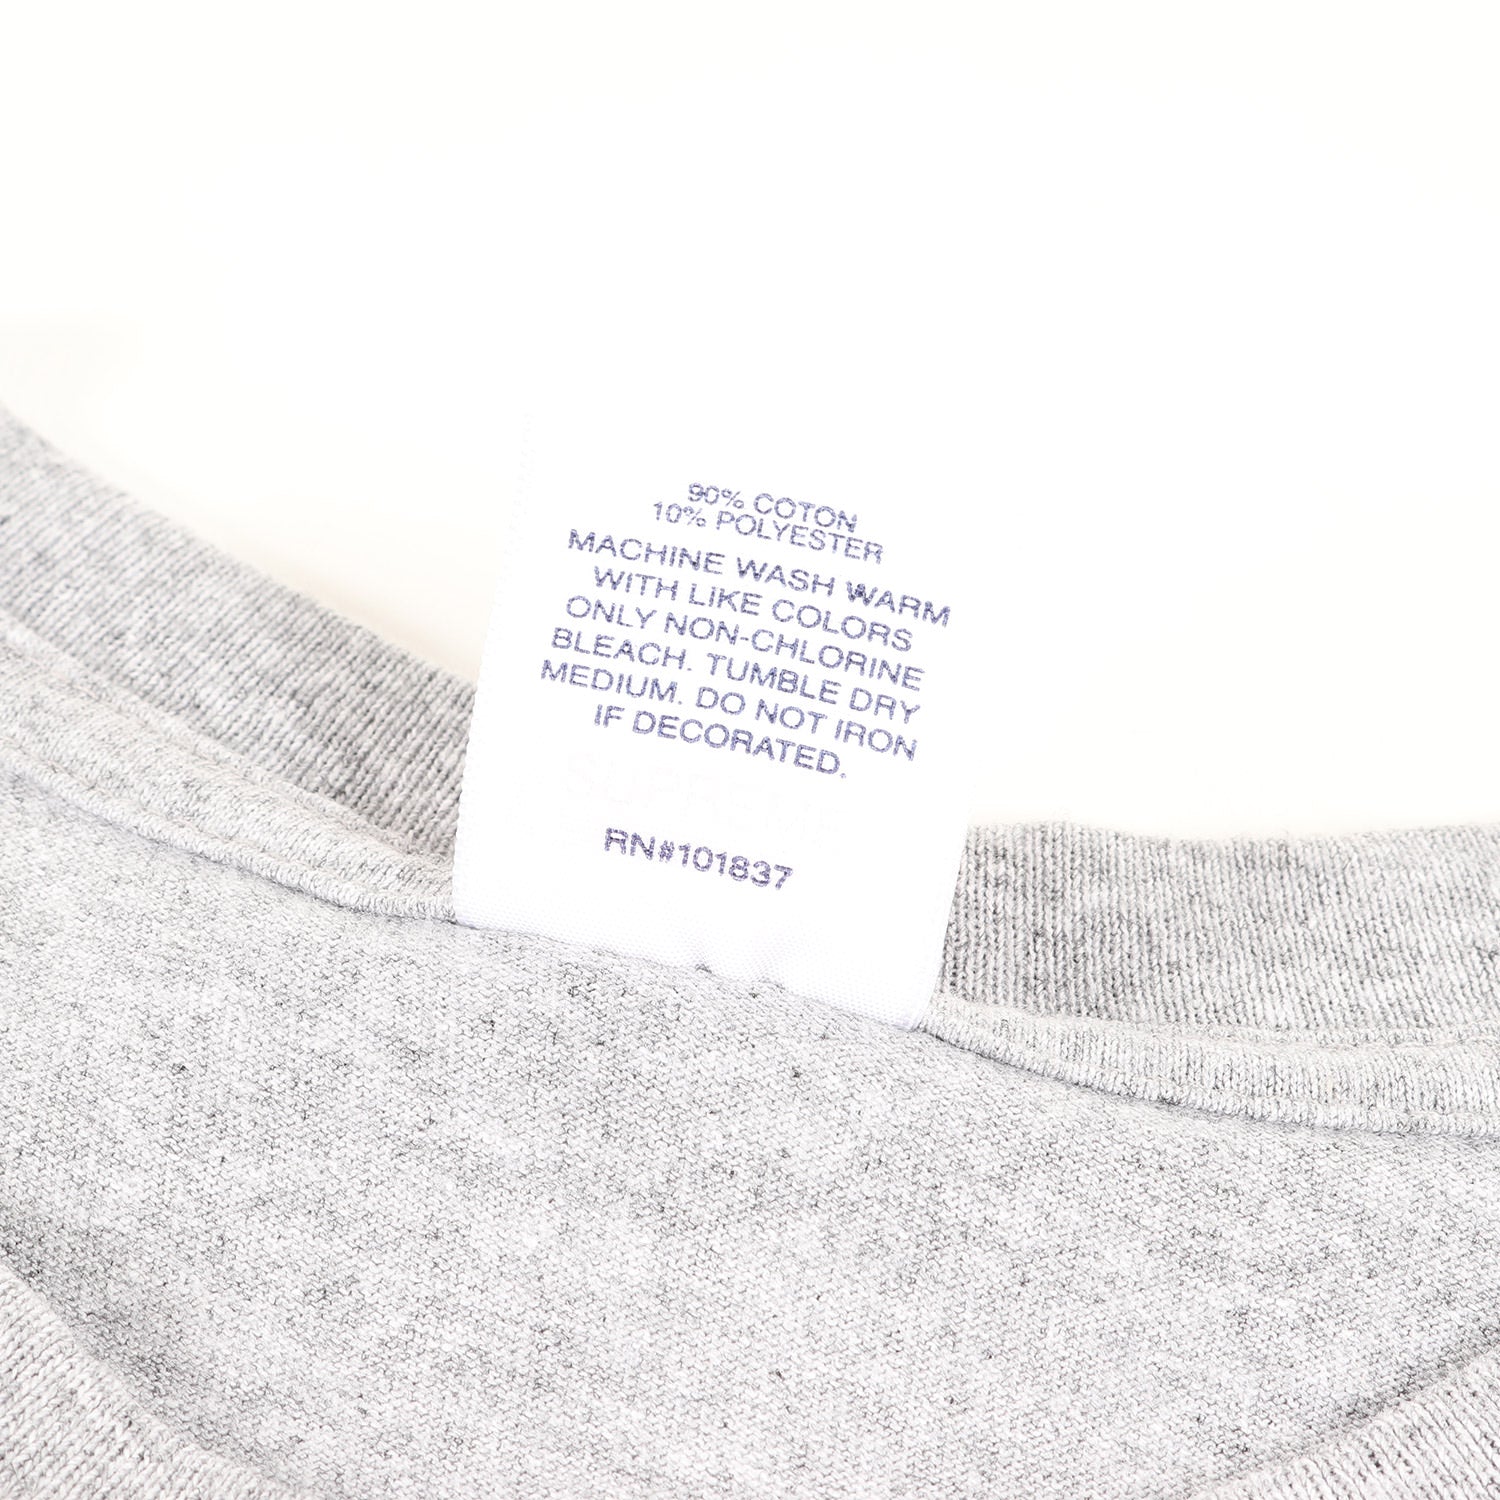 90% COTON
10% POLYESTER
MACHINE WASH WARM
WITH LIKE COLORS
ONLY NON-CHLORINE
BLEACH. TUMBLE DRY
MEDIUM. DO NOT IRON
IF DECORATED.
SUPREME
RN#101837